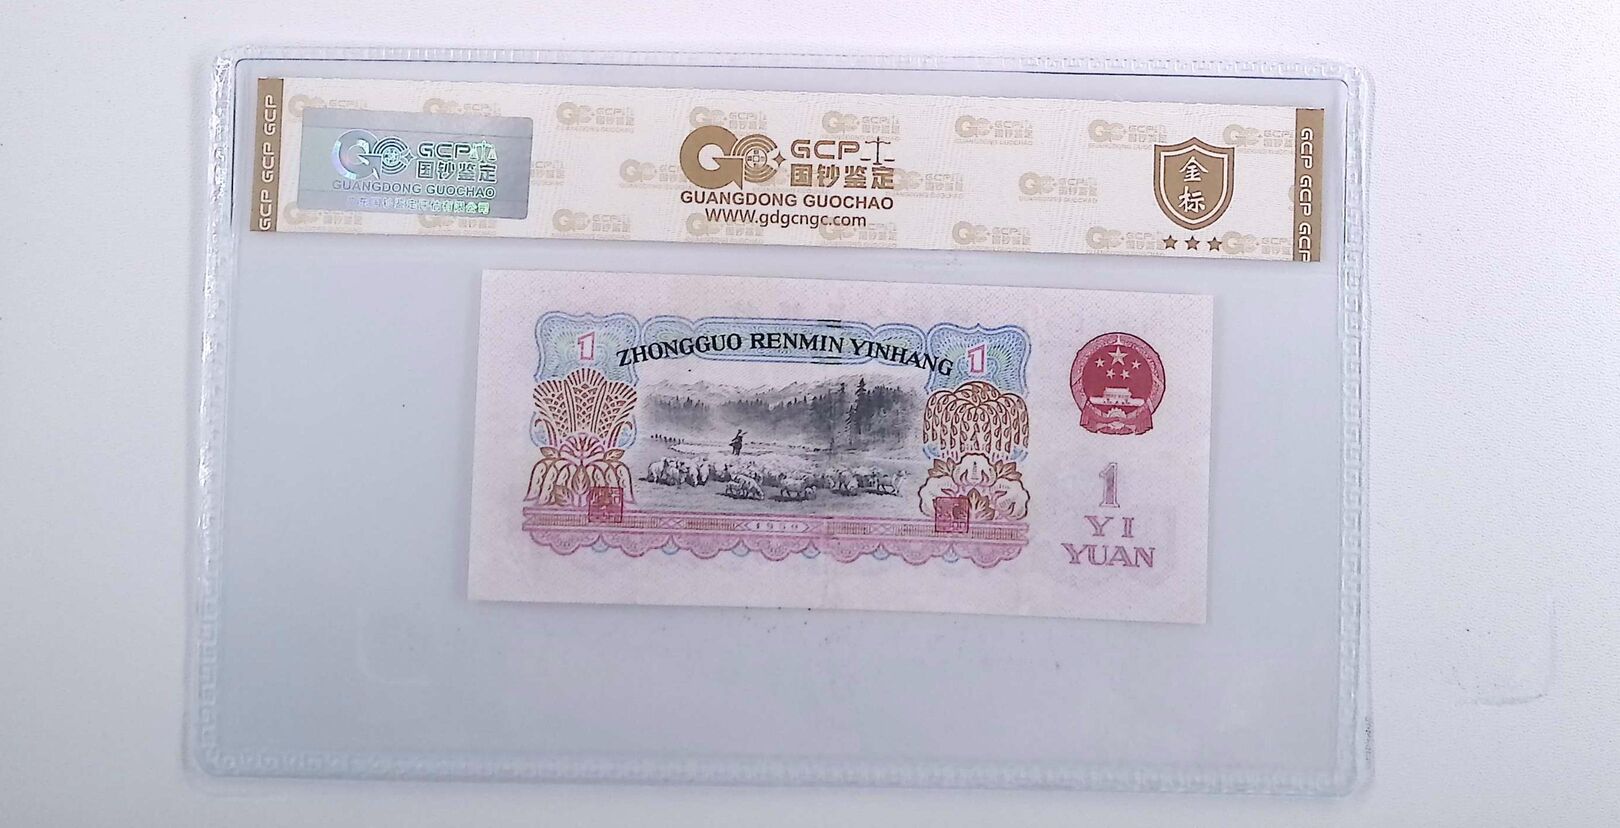 GCP GCP GCP
GCP
国钞鉴定
GUANGDONG GUOCHAO
GCP
国钞鉴定
GUANGDONG GUOCHAO
WWW.gdgcngc.com
金
标
GCP GCP GCP
1
ZHONGGUO RENMIN YINHANG
1
1960
1
YI
YUAN